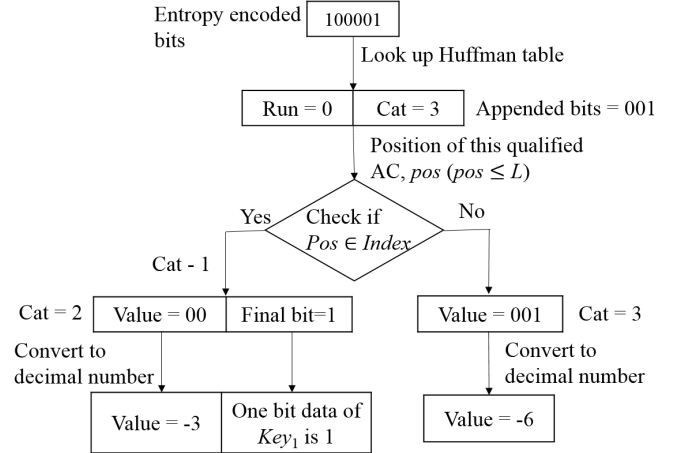 Entropy encoded
bits
100001
Look up Huffman table
Run = 0
Cat = 3
Appended bits = 001
Position of this qualified
AC, pos (pos ≤ L)
Yes
Check if
Pos ∈ Index
No
Cat - 1
Cat = 2
Value = 00
Final bit=1
Value = 001
Cat = 3
Convert to
decimal number
Convert to
decimal number
Value = -3
One bit data of
Key₁ is 1
Value = -6